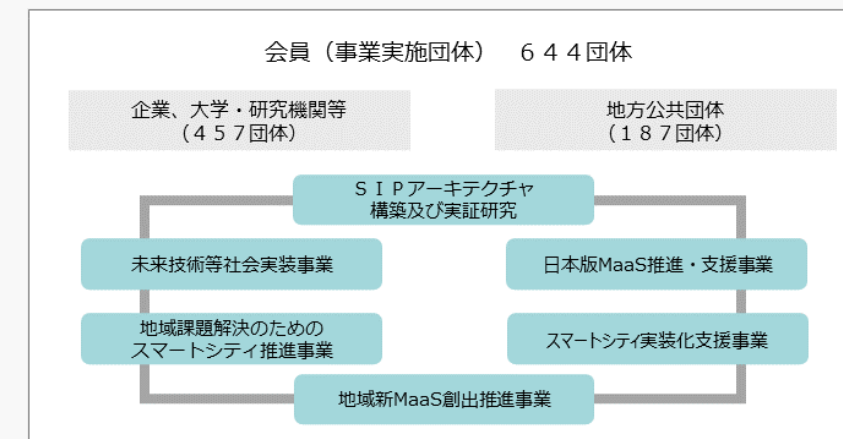 会員（事業実施団体）　６４４団体
企業、大学・研究機関等
（４５７団体）
地方公共団体
（１８７団体）
ＳＩＰアーキテクチャ
構築及び実証研究
未来技術等社会実装事業
日本版MaaS推進・支援事業
地域課題解決のための
スマートシティ推進事業
スマートシティ実装化支援事業
地域新MaaS創出推進事業